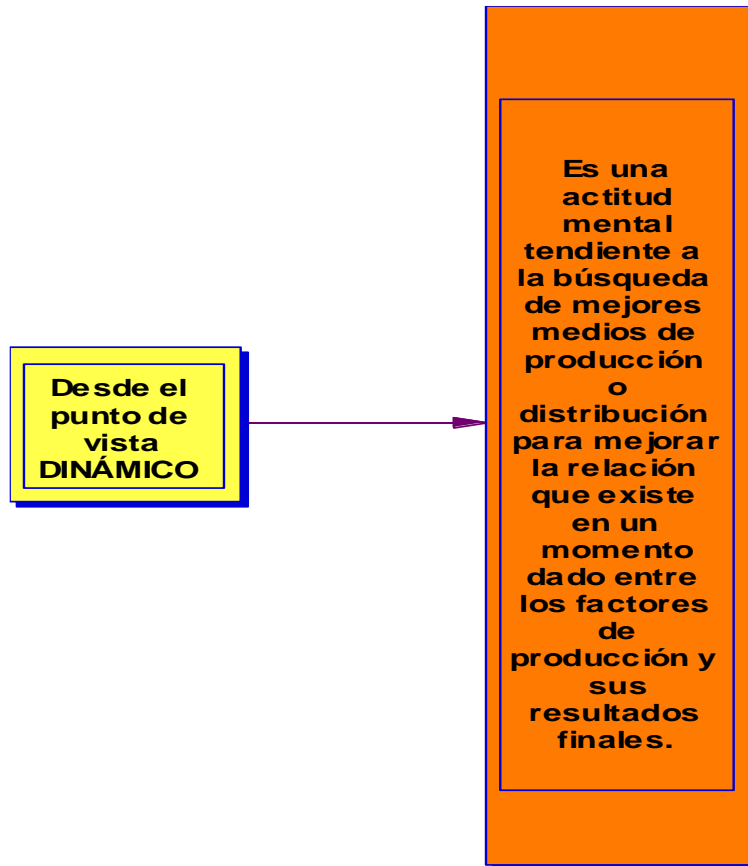 Desde el
punto de
vista
DINÁMICO
Es una
actitud
mental
tendiente a
la búsqueda
de mejores
medios de
producción
o
distribución
para mejorar
la relación
que existe
en un
momento
dado entre
los factores
de
producción y
sus
resultados
finales.